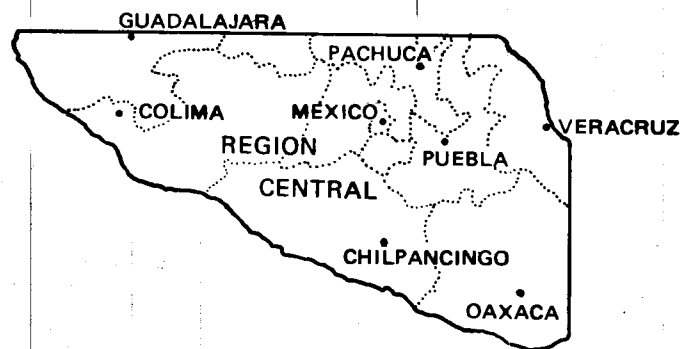 GUADALAJARA
PACHUCA
COLIMA
MEXICO
VERACRUZ
REGION
PUEBLA
CENTRAL
CHILPANCINGO
OAXACA